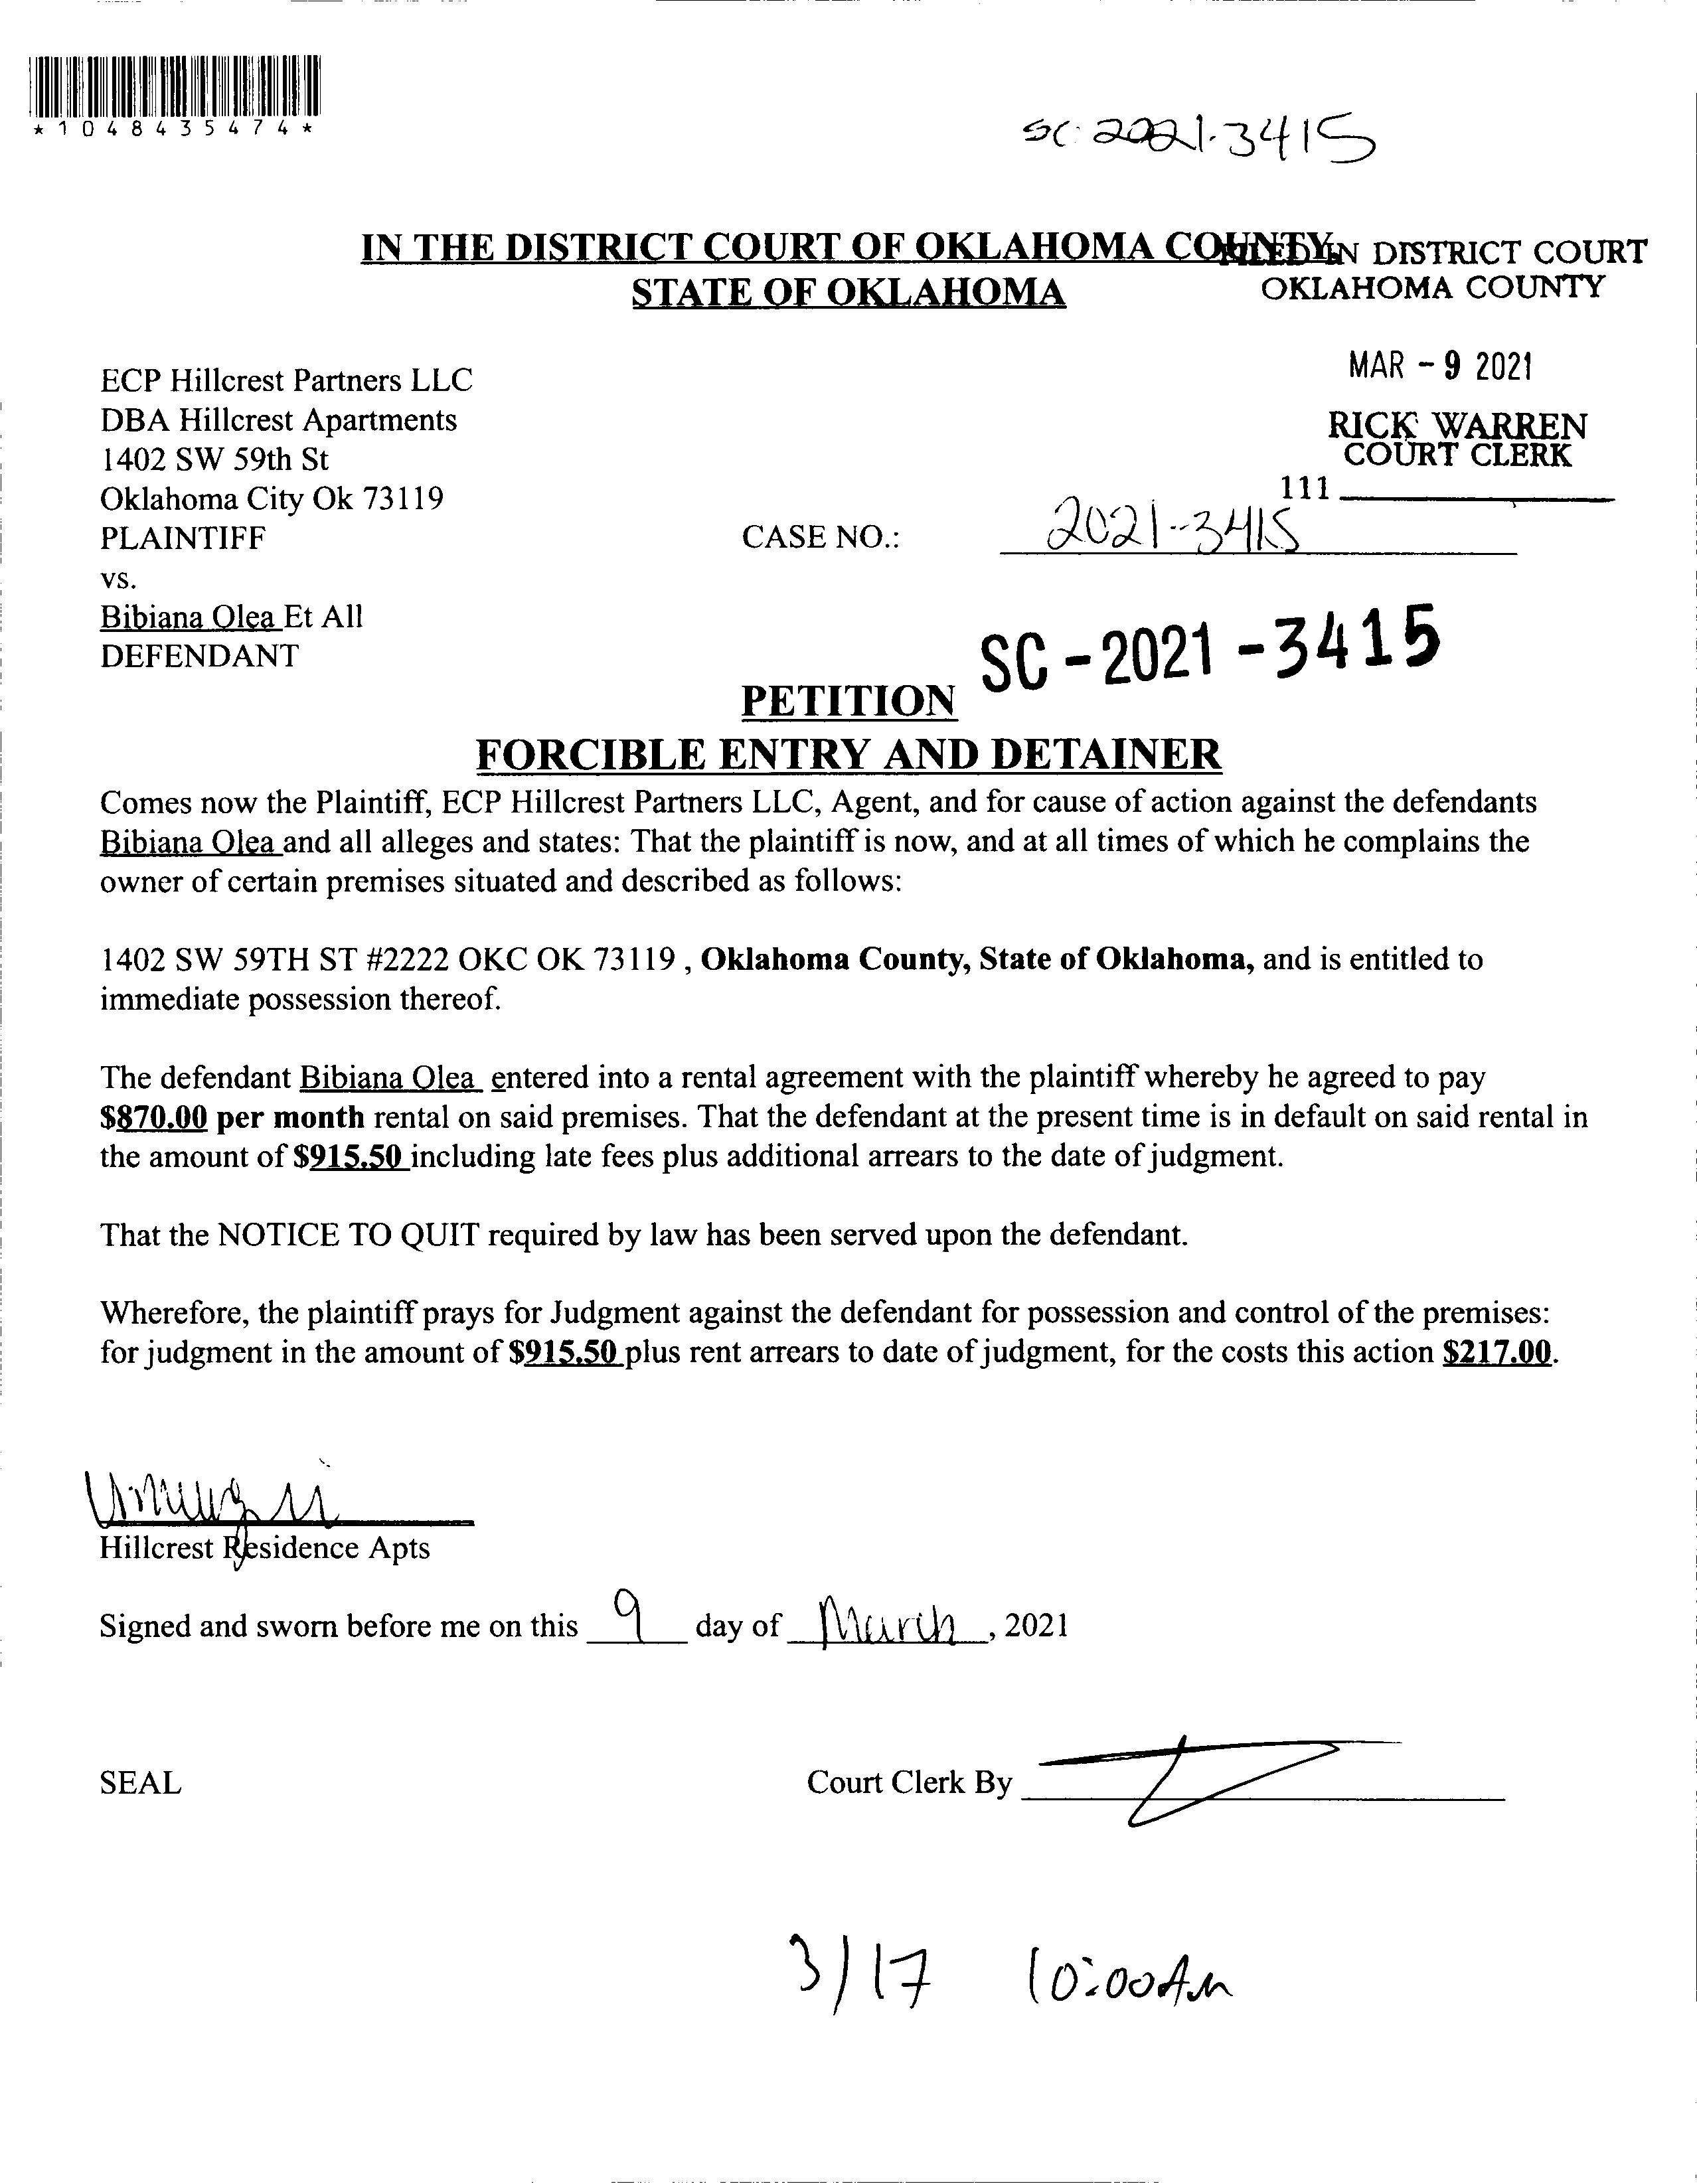 *1048435474*
SC 2021-3415
IN THE DISTRICT COURT OF OKLAHOMA COUNTY,
STATE OF OKLAHOMA
FILED IN DISTRICT COURT
OKLAHOMA COUNTY
MAR - 9 2021
RICK WARREN
COURT CLERK
111
ECP Hillcrest Partners LLC
DBA Hillcrest Apartments
1402 SW 59th St
Oklahoma City Ok 73119
PLAINTIFF
CASE NO.: 2021-3415
vs.
Bibiana Olea Et All
DEFENDANT
SC-2021-3415
PETITION
FORCIBLE ENTRY AND DETAINER
Comes now the Plaintiff, ECP Hillcrest Partners LLC, Agent, and for cause of action against the defendants
Bibiana Olea and all alleges and states: That the plaintiff is now, and at all times of which he complains the
owner of certain premises situated and described as follows:
1402 SW 59TH ST #2222 OKC OK 73119 , Oklahoma County, State of Oklahoma, and is entitled to
immediate possession thereof.
The defendant Bibiana Olea entered into a rental agreement with the plaintiff whereby he agreed to pay
$870.00 per month rental on said premises. That the defendant at the present time is in default on said rental in
the amount of $915.50 including late fees plus additional arrears to the date of judgment.
That the NOTICE TO QUIT required by law has been served upon the defendant.
Wherefore, the plaintiff prays for Judgment against the defendant for possession and control of the premises:
for judgment in the amount of $915.50 plus rent arrears to date of judgment, for the costs this action $217.00.
Hillcrest Residence Apts
Signed and sworn before me on this 9 day of March, 2021
SEAL
Court Clerk By
3/17 10:00AM